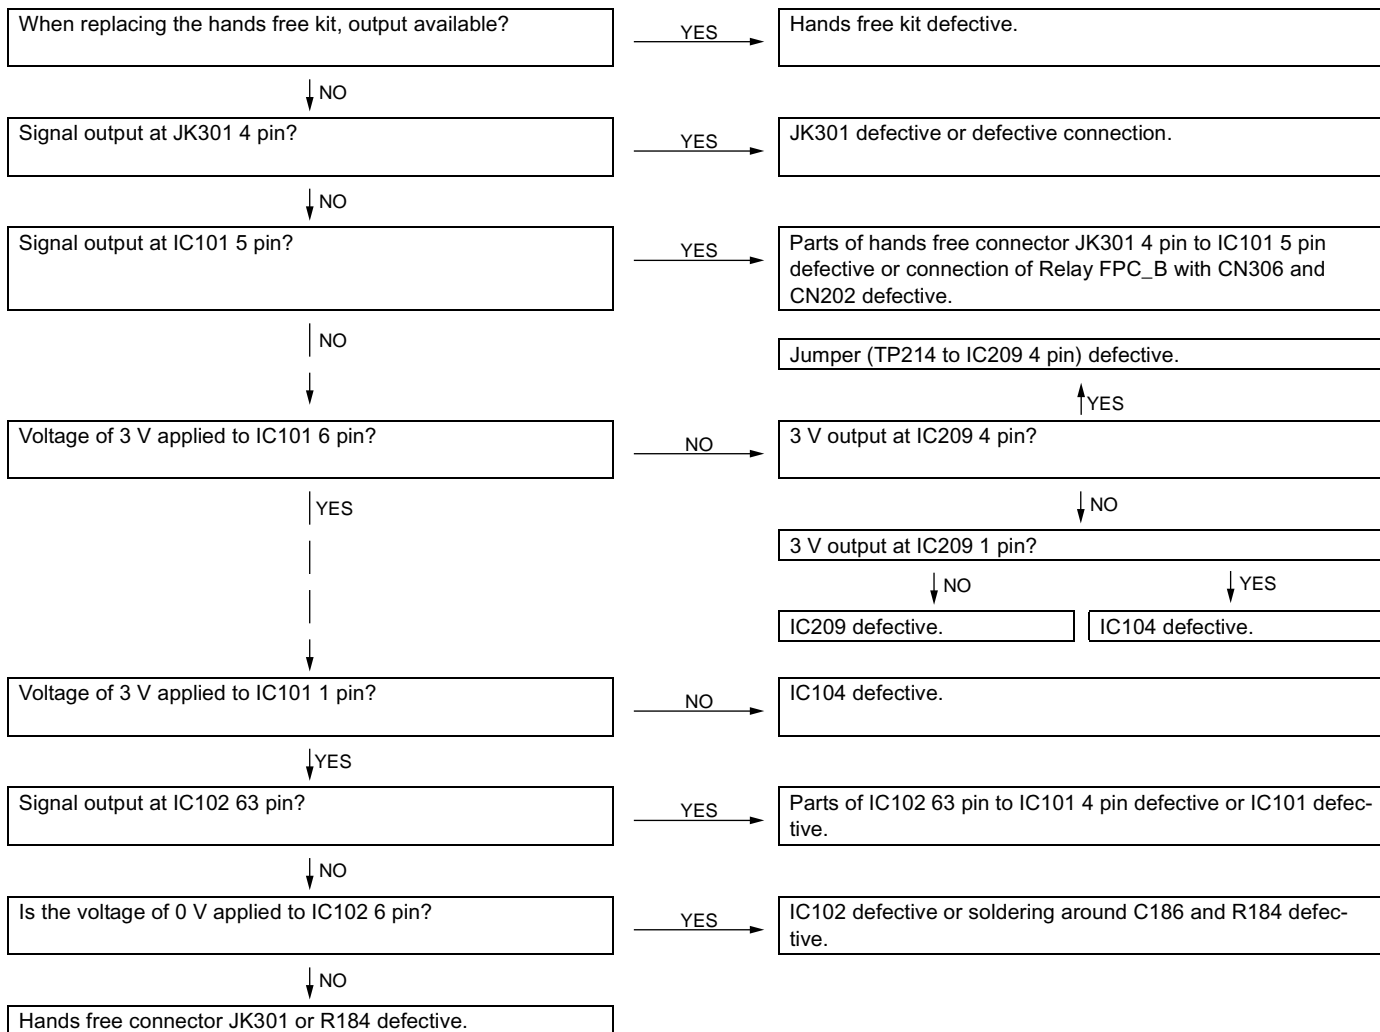 When replacing the hands free kit, output available?
YES
Hands free kit defective.
NO
Signal output at JK301 4 pin?
YES
JK301 defective or defective connection.
NO
Signal output at IC101 5 pin?
YES
Parts of hands free connector JK301 4 pin to IC101 5 pin
defective or connection of Relay FPC_B with CN306 and
CN202 defective.
NO
Jumper (TP214 to IC209 4 pin) defective.
YES
Voltage of 3 V applied to IC101 6 pin?
NO
3 V output at IC209 4 pin?
YES
NO
3 V output at IC209 1 pin?
NO
YES
IC209 defective.
IC104 defective.
Voltage of 3 V applied to IC101 1 pin?
NO
IC104 defective.
YES
Signal output at IC102 63 pin?
YES
Parts of IC102 63 pin to IC101 4 pin defective or IC101 defec-
tive.
NO
Is the voltage of 0 V applied to IC102 6 pin?
YES
IC102 defective or soldering around C186 and R184 defec-
tive.
NO
Hands free connector JK301 or R184 defective.